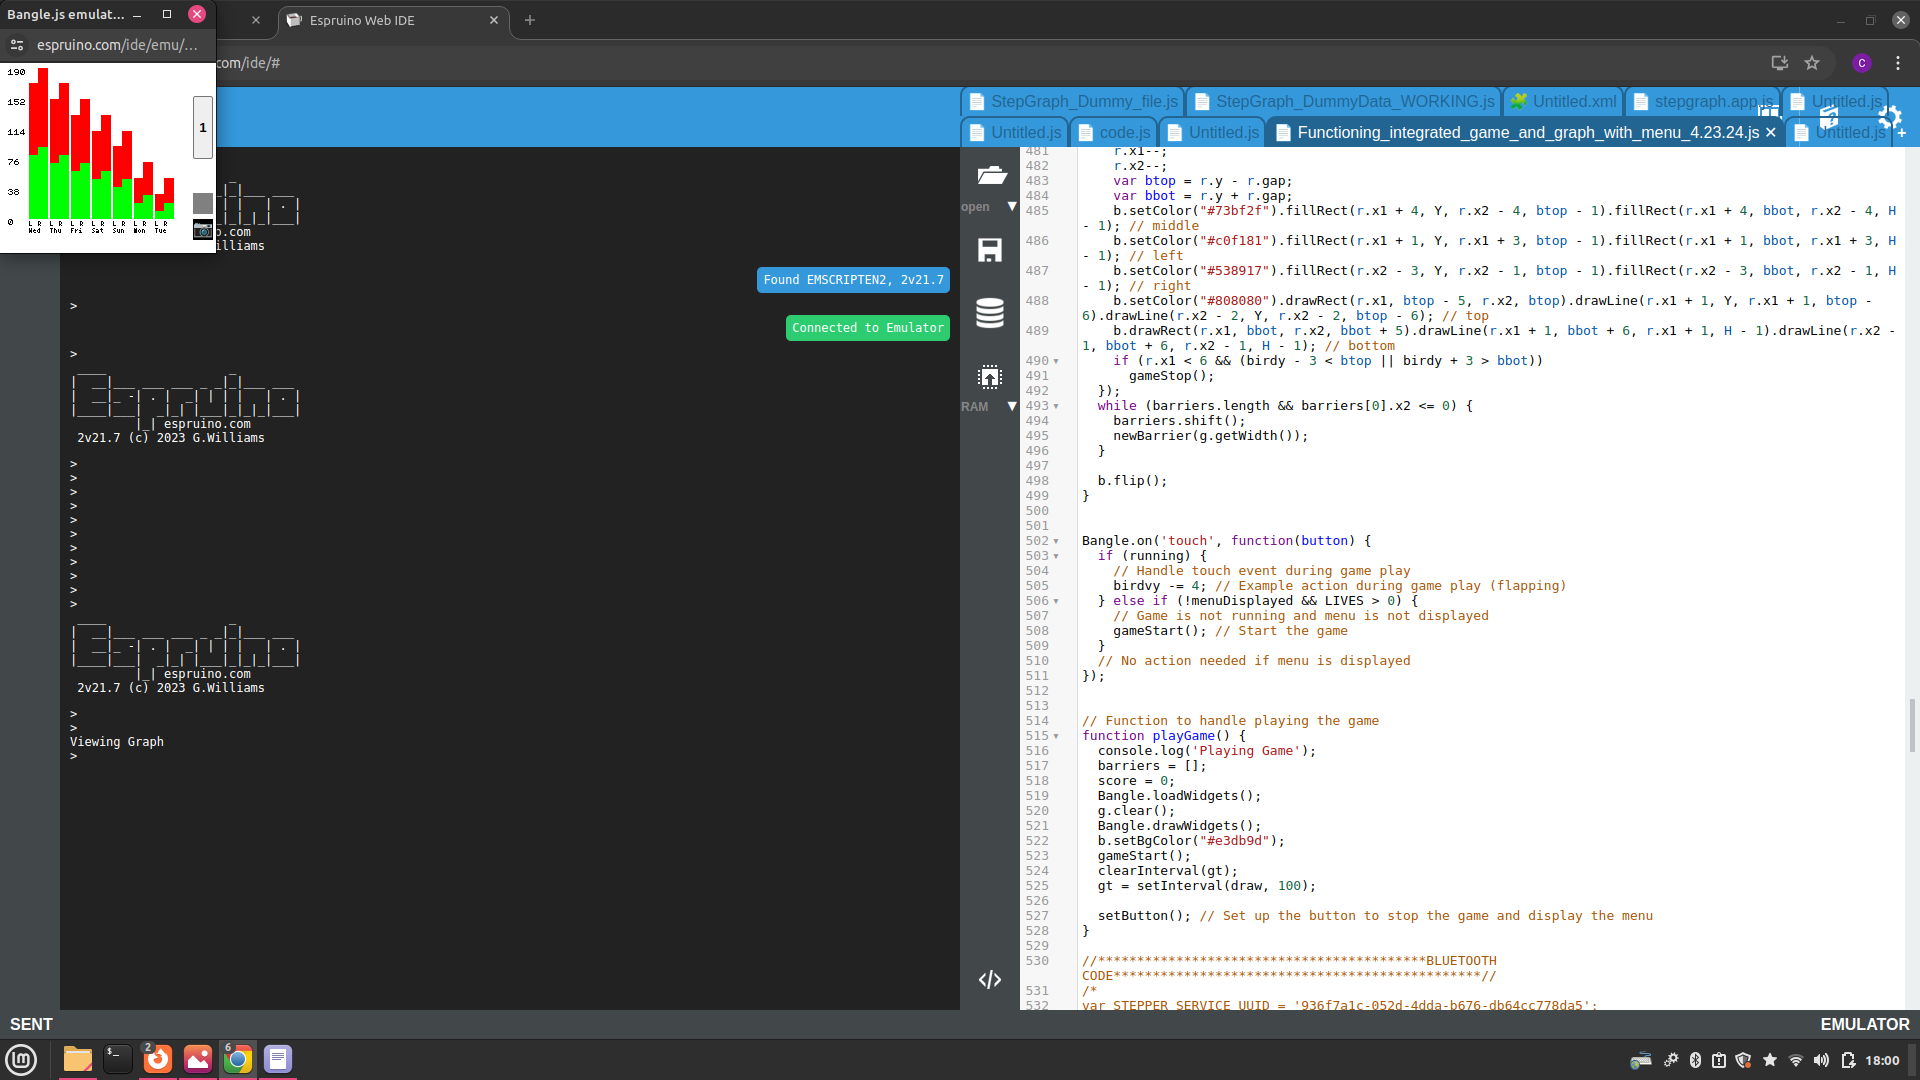 Bangle.js emulat...
espruino.com/ide/emu/...
Espruino Web IDE
com/ide/#
C
190
152
114
76
38
0
L R L R L R L R L R L R L R
Wed Thu Fri Sat Sun Mon Tue
1
StepGraph_Dummy_file.js
StepGraph_DummyData_WORKING.js
Untitled.xml
stepgraph.app.js
Untitled.js
Untitled.js
code.js
Untitled.js
Functioning_integrated_game_and_graph_with_menu_4.23.24.js
Untitled.js
o.com
illiams
Found EMSCRIPTEN2, 2v21.7
>
Connected to Emulator
>
espruino.com
2v21.7 (c) 2023 G.Williams
>
>
>
>
>
>
>
>
>
>
>
espruino.com
2v21.7 (c) 2023 G.Williams
>
>
Viewing Graph
>
open
RAM
481 r.x1--;
482 r.x2--;
483 var btop = r.y - r.gap;
484 var bbot = r.y + r.gap;
485 b.setColor("#73bf2f").fillRect(r.x1 + 4, Y, r.x2 - 4, btop - 1).fillRect(r.x1 + 4, bbot, r.x2 - 4, H
- 1); // middle
486 b.setColor("#c0f181").fillRect(r.x1 + 1, Y, r.x1 + 3, btop - 1).fillRect(r.x1 + 1, bbot, r.x1 + 3, H
- 1); // left
487 b.setColor("#538917").fillRect(r.x2 - 3, Y, r.x2 - 1, btop - 1).fillRect(r.x2 - 3, bbot, r.x2 - 1, H
- 1); // right
488 b.setColor("#808080").drawRect(r.x1, btop - 5, r.x2, btop).drawLine(r.x1 + 1, Y, r.x1 + 1, btop -
6).drawLine(r.x2 - 2, Y, r.x2 - 2, btop - 6); // top
489 b.drawRect(r.x1, bbot, r.x2, bbot + 5).drawLine(r.x1 + 1, bbot + 6, r.x1 + 1, H - 1).drawLine(r.x2 -
1, bbot + 6, r.x2 - 1, H - 1); // bottom
490 if (r.x1 < 6 && (birdy - 3 < btop || birdy + 3 > bbot))
491 gameStop();
492 });
493 while (barriers.length && barriers[0].x2 <= 0) {
494 barriers.shift();
495 newBarrier(g.getWidth());
496 }
497
498 b.flip();
499 }
500
501
502 Bangle.on('touch', function(button) {
503 if (running) {
504 // Handle touch event during game play
505 birdvy -= 4; // Example action during game play (flapping)
506 } else if (!menuDisplayed && LIVES > 0) {
507 // Game is not running and menu is not displayed
508 gameStart(); // Start the game
509 }
510 // No action needed if menu is displayed
511 });
512
513
514 // Function to handle playing the game
515 function playGame() {
516 console.log('Playing Game');
517 barriers = [];
518 score = 0;
519 Bangle.loadWidgets();
520 g.clear();
521 Bangle.drawWidgets();
522 b.setBgColor("#e3db9d");
523 gameStart();
524 clearInterval(gt);
525 gt = setInterval(draw, 100);
526
527 setButton(); // Set up the button to stop the game and display the menu
528 }
529
530 //******************************************BLUETOOTH
CODE***********************************************//
531 /*
532 var STEPPER_SERVICE_UUID = '936f7a1c-052d-4dda-b676-db64cc778da5';
SENT
EMULATOR
2
6
18:00